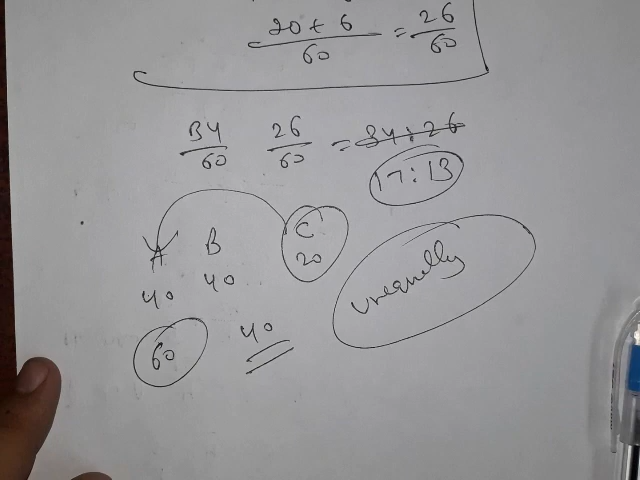 20 + 6 / 60 = 26 / 60
34 / 60 26 / 60 = 34 : 26
17 : 13
A B C
40 40 20
unequally
60 40